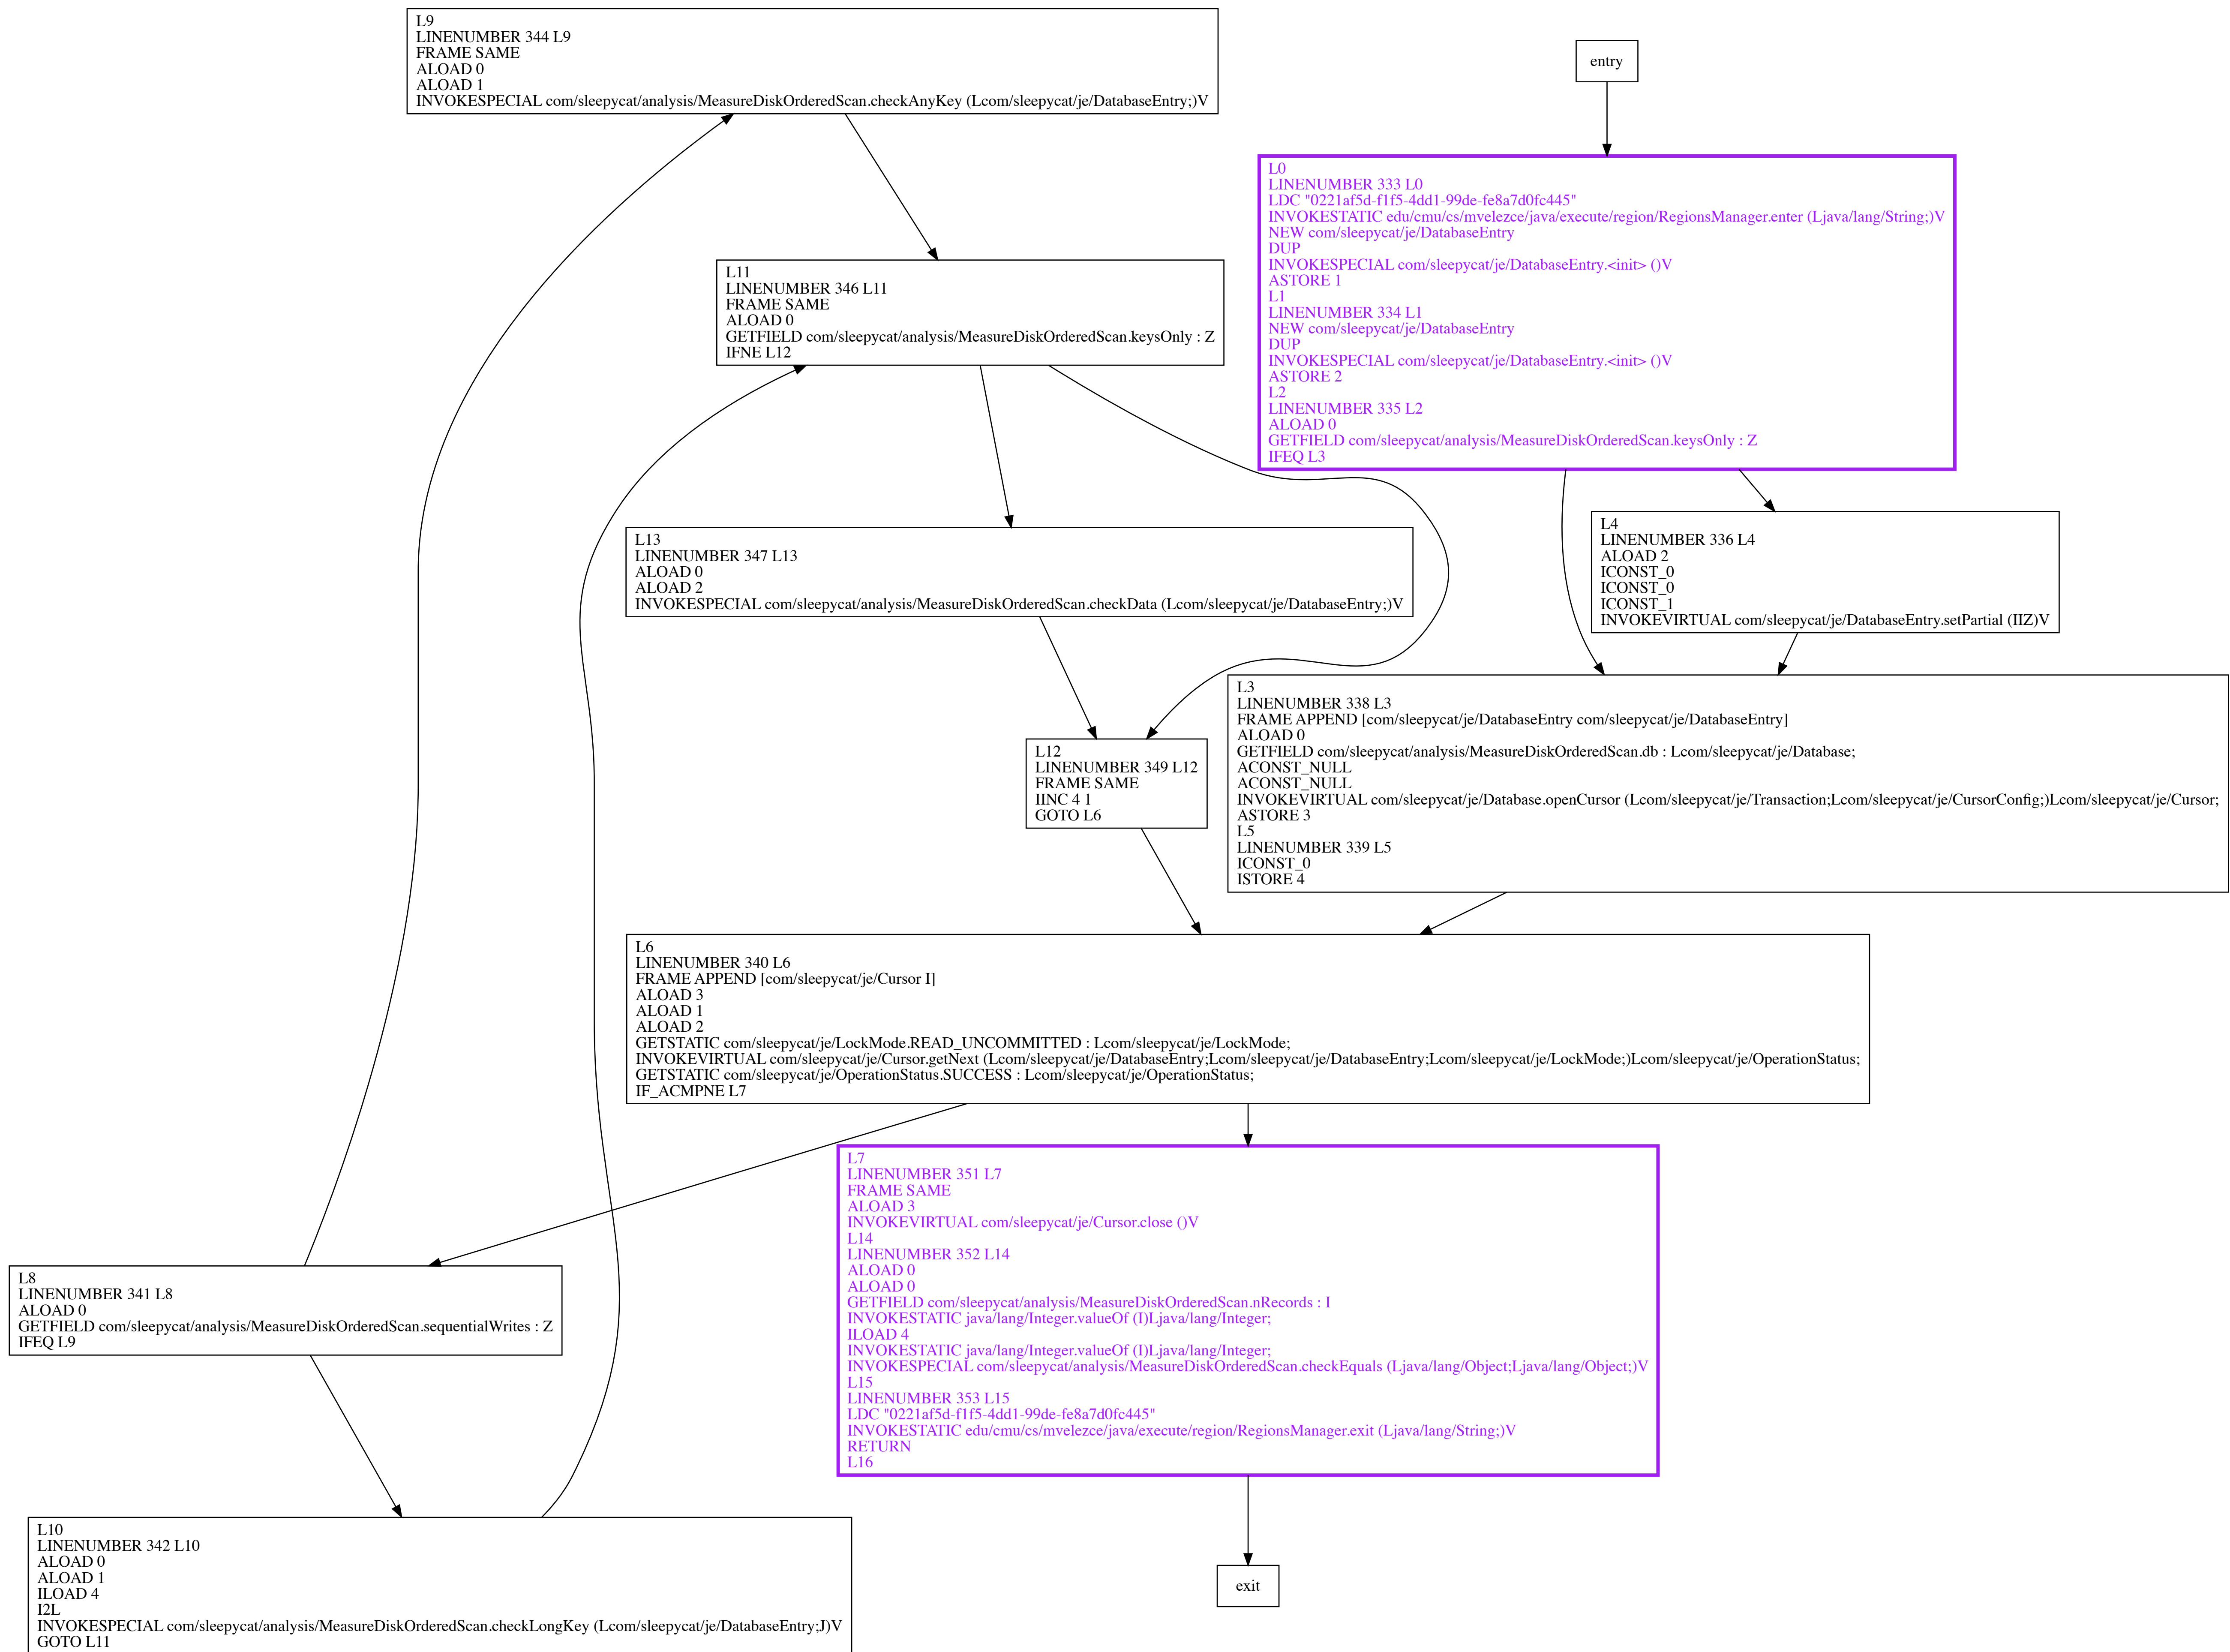 L9
LINENUMBER 344 L9
FRAME SAME
ALOAD 0
ALOAD 1
INVOKESPECIAL com/sleepycat/analysis/MeasureDiskOrderedScan.checkAnyKey (Lcom/sleepycat/je/DatabaseEntry;)V
entry
L0
LINENUMBER 333 L0
LDC "0221af5d-f1f5-4dd1-99de-fe8a7d0fc445"
INVOKESTATIC edu/cmu/cs/mvelezce/java/execute/region/RegionsManager.enter (Ljava/lang/String;)V
NEW com/sleepycat/je/DatabaseEntry
DUP
INVOKESPECIAL com/sleepycat/je/DatabaseEntry.<init> ()V
ASTORE 1
L1
LINENUMBER 334 L1
NEW com/sleepycat/je/DatabaseEntry
DUP
INVOKESPECIAL com/sleepycat/je/DatabaseEntry.<init> ()V
ASTORE 2
L2
LINENUMBER 335 L2
ALOAD 0
GETFIELD com/sleepycat/analysis/MeasureDiskOrderedScan.keysOnly : Z
IFEQ L3
L11
LINENUMBER 346 L11
FRAME SAME
ALOAD 0
GETFIELD com/sleepycat/analysis/MeasureDiskOrderedScan.keysOnly : Z
IFNE L12
L13
LINENUMBER 347 L13
ALOAD 0
ALOAD 2
INVOKESPECIAL com/sleepycat/analysis/MeasureDiskOrderedScan.checkData (Lcom/sleepycat/je/DatabaseEntry;)V
L4
LINENUMBER 336 L4
ALOAD 2
ICONST_0
ICONST_0
ICONST_1
INVOKEVIRTUAL com/sleepycat/je/DatabaseEntry.setPartial (IIZ)V
L3
LINENUMBER 338 L3
FRAME APPEND [com/sleepycat/je/DatabaseEntry com/sleepycat/je/DatabaseEntry]
ALOAD 0
GETFIELD com/sleepycat/analysis/MeasureDiskOrderedScan.db : Lcom/sleepycat/je/Database;
ACONST_NULL
ACONST_NULL
INVOKEVIRTUAL com/sleepycat/je/Database.openCursor (Lcom/sleepycat/je/Transaction;Lcom/sleepycat/je/CursorConfig;)Lcom/sleepycat/je/Cursor;
ASTORE 3
L5
LINENUMBER 339 L5
ICONST_0
ISTORE 4
L12
LINENUMBER 349 L12
FRAME SAME
IINC 4 1
GOTO L6
L6
LINENUMBER 340 L6
FRAME APPEND [com/sleepycat/je/Cursor I]
ALOAD 3
ALOAD 1
ALOAD 2
GETSTATIC com/sleepycat/je/LockMode.READ_UNCOMMITTED : Lcom/sleepycat/je/LockMode;
INVOKEVIRTUAL com/sleepycat/je/Cursor.getNext (Lcom/sleepycat/je/DatabaseEntry;Lcom/sleepycat/je/DatabaseEntry;Lcom/sleepycat/je/LockMode;)Lcom/sleepycat/je/OperationStatus;
GETSTATIC com/sleepycat/je/OperationStatus.SUCCESS : Lcom/sleepycat/je/OperationStatus;
IF_ACMPNE L7
L7
LINENUMBER 351 L7
FRAME SAME
ALOAD 3
INVOKEVIRTUAL com/sleepycat/je/Cursor.close ()V
L14
LINENUMBER 352 L14
ALOAD 0
ALOAD 0
GETFIELD com/sleepycat/analysis/MeasureDiskOrderedScan.nRecords : I
INVOKESTATIC java/lang/Integer.valueOf (I)Ljava/lang/Integer;
ILOAD 4
INVOKESTATIC java/lang/Integer.valueOf (I)Ljava/lang/Integer;
INVOKESPECIAL com/sleepycat/analysis/MeasureDiskOrderedScan.checkEquals (Ljava/lang/Object;Ljava/lang/Object;)V
L15
LINENUMBER 353 L15
LDC "0221af5d-f1f5-4dd1-99de-fe8a7d0fc445"
INVOKESTATIC edu/cmu/cs/mvelezce/java/execute/region/RegionsManager.exit (Ljava/lang/String;)V
RETURN
L16
L8
LINENUMBER 341 L8
ALOAD 0
GETFIELD com/sleepycat/analysis/MeasureDiskOrderedScan.sequentialWrites : Z
IFEQ L9
L10
LINENUMBER 342 L10
ALOAD 0
ALOAD 1
ILOAD 4
I2L
INVOKESPECIAL com/sleepycat/analysis/MeasureDiskOrderedScan.checkLongKey (Lcom/sleepycat/je/DatabaseEntry;J)V
GOTO L11
exit